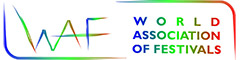 WAF
WORLD
ASSOCIATION
OF FESTIVALS